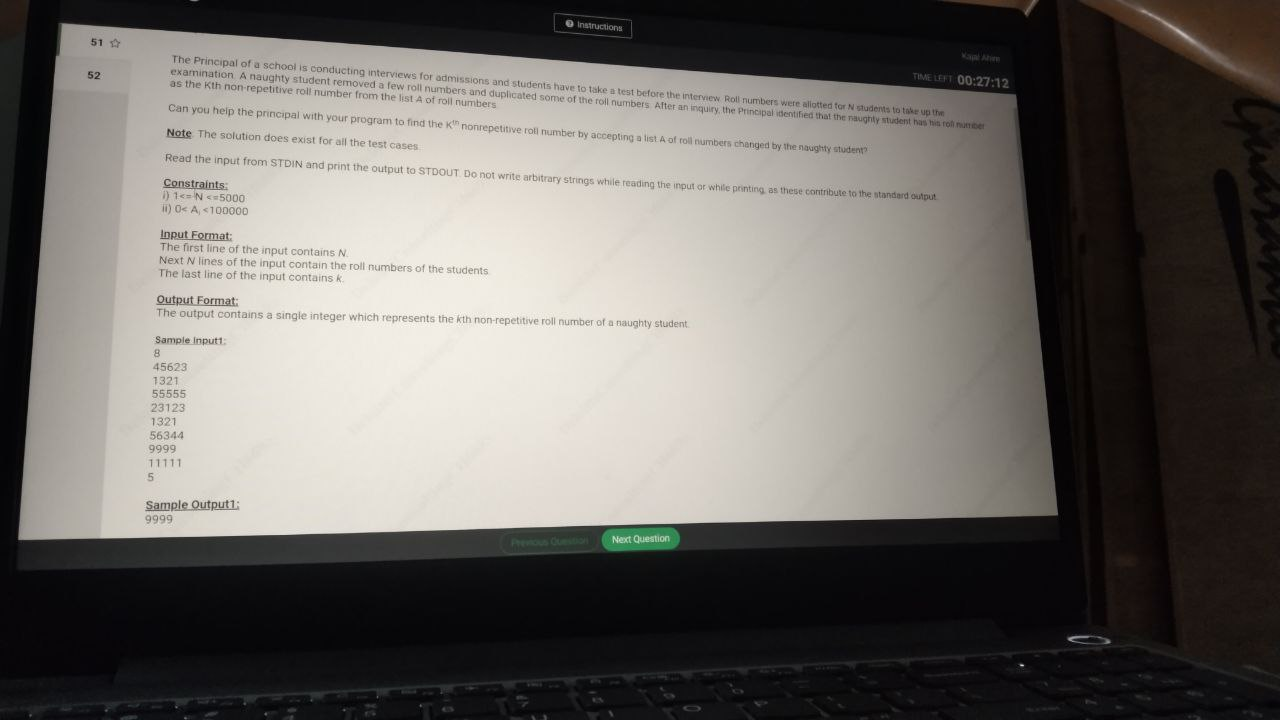 Instructions
Kajal Ahire
TIME LEFT 00:27:12
51
52
The Principal of a school is conducting interviews for admissions and students have to take a test before the interview. Roll numbers were allotted for N students to take up the
examination. A naughty student removed a few roll numbers and duplicated some of the roll numbers. After an inquiry, the Principal identified that the naughty student has his roll number
as the Kth non-repetitive roll number from the list A of roll numbers.
Can you help the principal with your program to find the Kth nonrepetitive roll number by accepting a list A of roll numbers changed by the naughty student?
Note: The solution does exist for all the test cases.
Read the input from STDIN and print the output to STDOUT. Do not write arbitrary strings while reading the input or while printing, as these contribute to the standard output.
Constraints:
i) 1<= N <=5000
ii) 0< Ai <100000
Input Format:
The first line of the input contains N.
Next N lines of the input contain the roll numbers of the students.
The last line of the input contains k.
Output Format:
The output contains a single integer which represents the kth non-repetitive roll number of a naughty student.
Sample Input1:
8
45623
1321
55555
23123
1321
56344
9999
11111
5
Sample Output1:
9999
Previous Question
Next Question